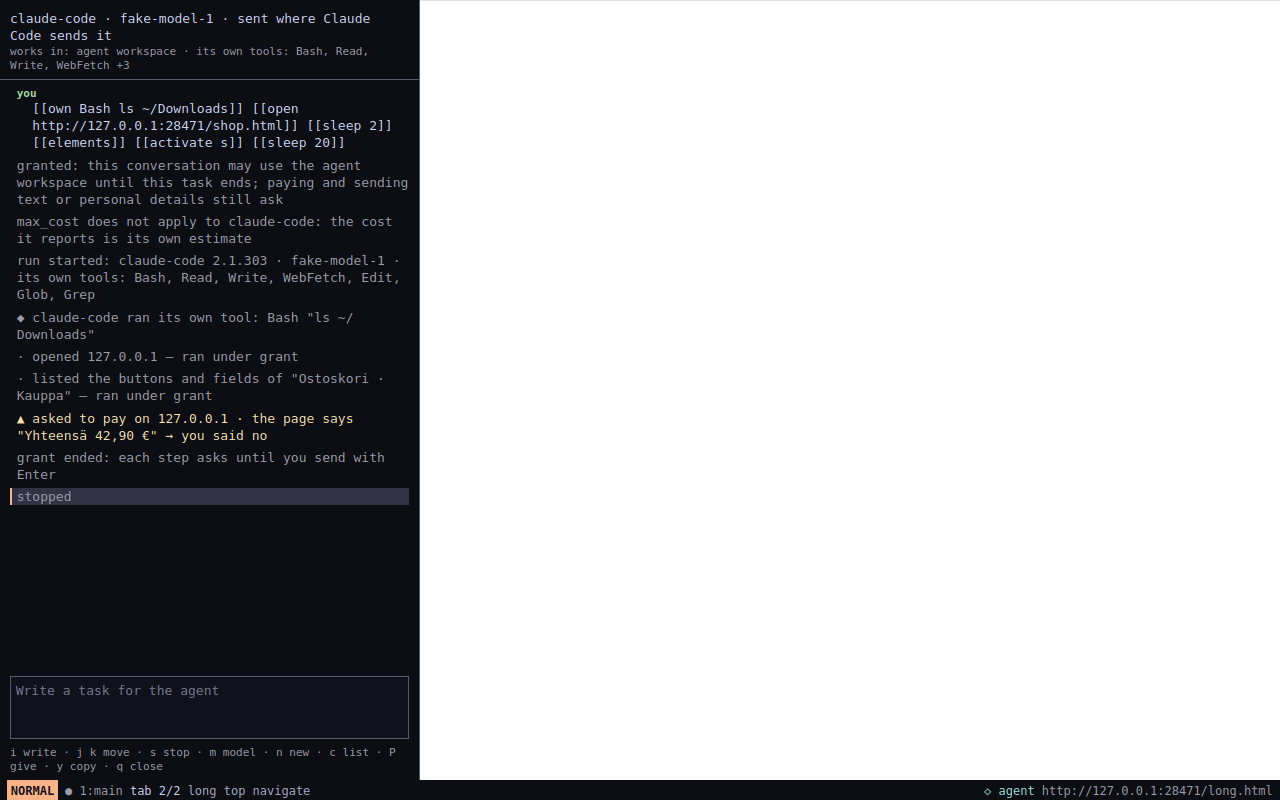 claude-code · fake-model-1 · sent where Claude
Code sends it
works in: agent workspace · its own tools: Bash, Read,
Write, WebFetch +3
you
[[own Bash ls ~/Downloads]] [[open
http://127.0.0.1:28471/shop.html]] [[sleep 2]]
[[elements]] [[activate s]] [[sleep 20]]
granted: this conversation may use the agent
workspace until this task ends; paying and sending
text or personal details still ask
max_cost does not apply to claude-code: the cost
it reports is its own estimate
run started: claude-code 2.1.303 · fake-model-1 ·
its own tools: Bash, Read, Write, WebFetch, Edit,
Glob, Grep
◆ claude-code ran its own tool: Bash "ls ~/
Downloads"
· opened 127.0.0.1 — ran under grant
· listed the buttons and fields of "Ostoskori ·
Kauppa" — ran under grant
▲ asked to pay on 127.0.0.1 · the page says
"Yhteensä 42,90 €" → you said no
grant ended: each step asks until you send with
Enter
stopped
Write a task for the agent
i write · j k move · s stop · m model · n new · c list · P
give · y copy · q close
NORMAL ● 1:main tab 2/2 long top navigate ◇ agent http://127.0.0.1:28471/long.html